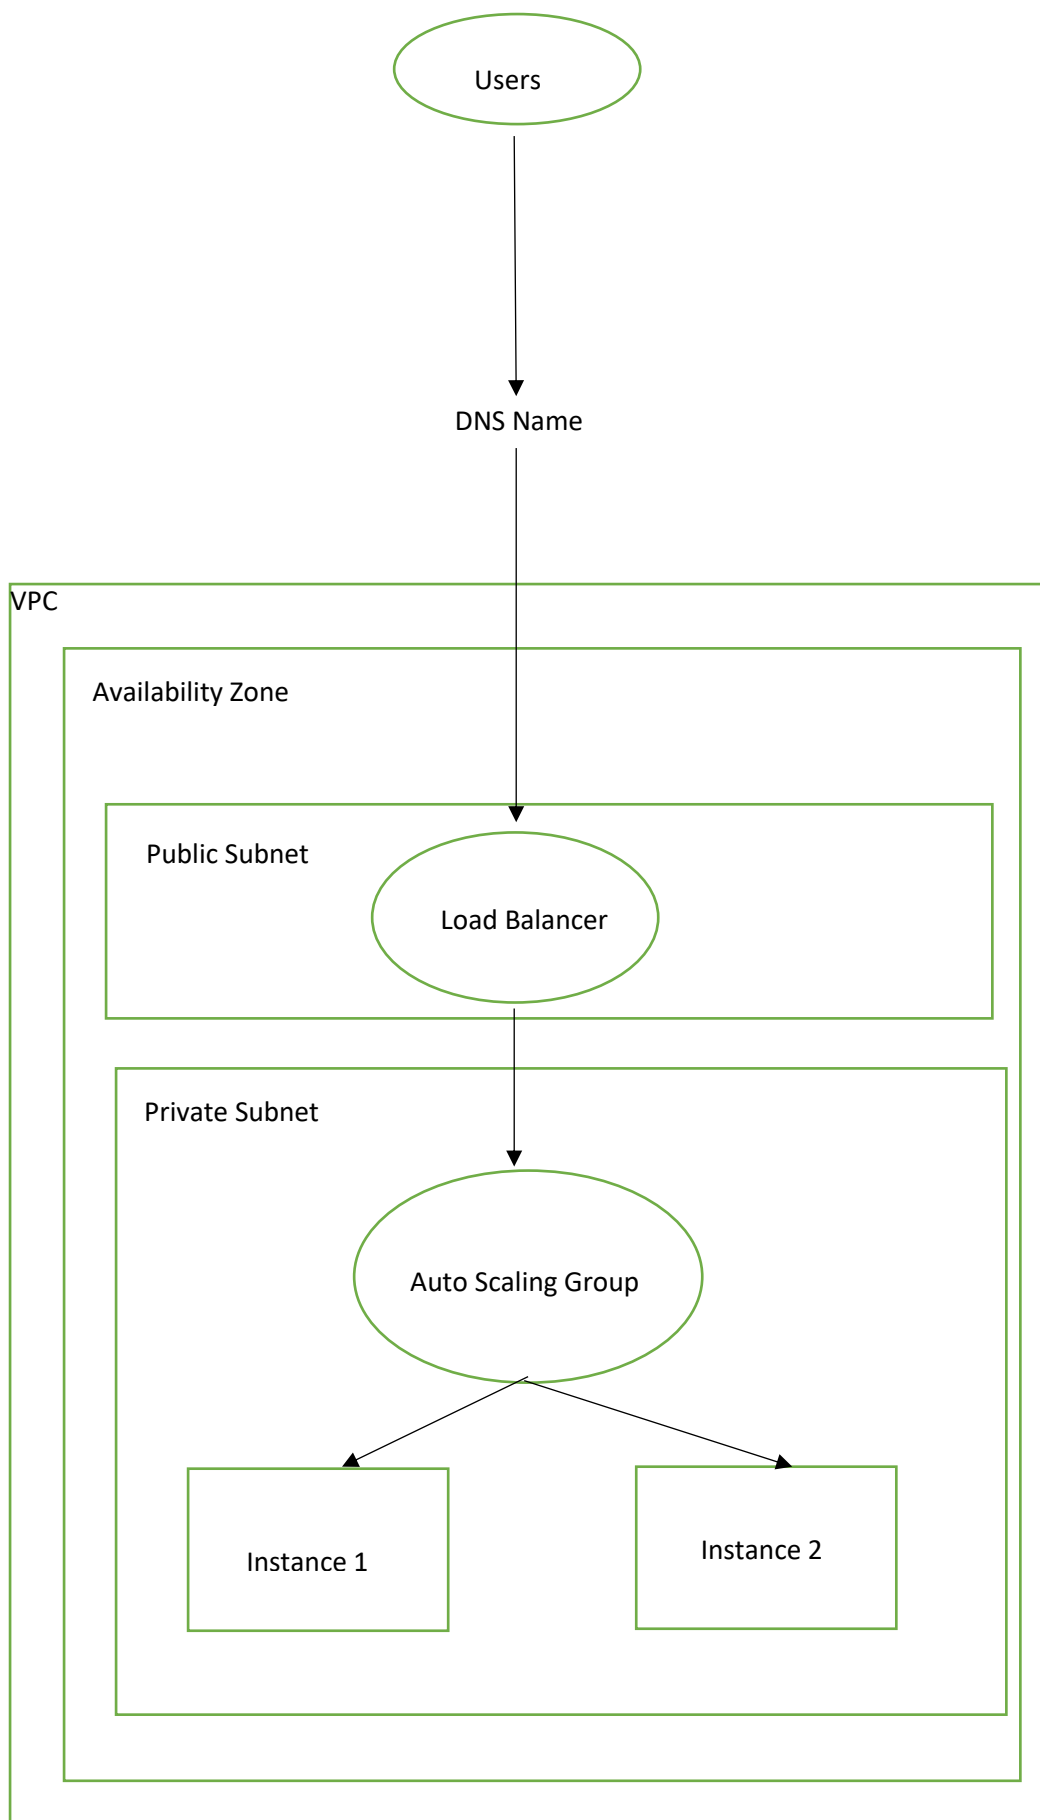 Users
DNS Name
VPC
Availability Zone
Public Subnet
Load Balancer
Private Subnet
Auto Scaling Group
Instance 1
Instance 2